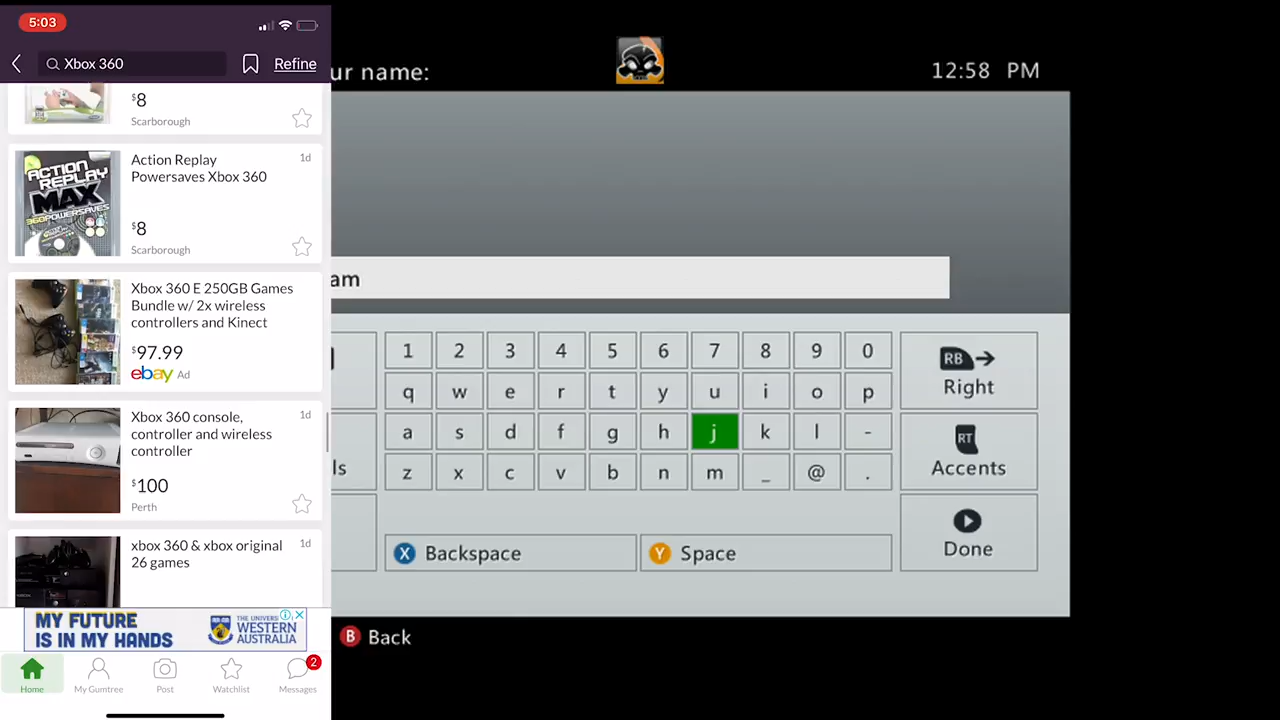 5:03
Xbox 360
Refine
$8
Scarborough
Action Replay
Powersaves Xbox 360
1d
ACTION
REPLAY
MAX
360POWERSAVES
$8
Scarborough
Xbox 360 E 250GB Games
Bundle w/ 2x wireless
controllers and Kinect
$97.99
ebay Ad
Xbox 360 console,
controller and wireless
controller
1d
$100
Perth
xbox 360 & xbox original
26 games
1d
MY FUTURE
IS IN MY HANDS
WESTERN
AUSTRALIA
Home
My Gumtree
Post
Watchlist
Messages
2
ur name:
12:58 PM
am
1 2 3 4 5 6 7 8 9 0
q w e r t y u i o p
a s d f g h j k l -
z x c v b n m _ @ .
ls
RB
Right
RT
Accents
Done
X Backspace
Y Space
B Back